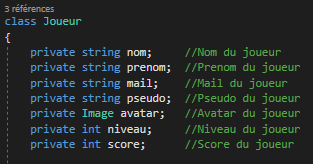 3 références
class Joueur
{
private string nom; //Nom du joueur
private string prenom; //Prenom du joueur
private string mail; //Mail du joueur
private string pseudo; //Pseudo du joueur
private Image avatar; //Avatar du joueur
private int niveau; //Niveau du joueur
private int score; //Score du joueur